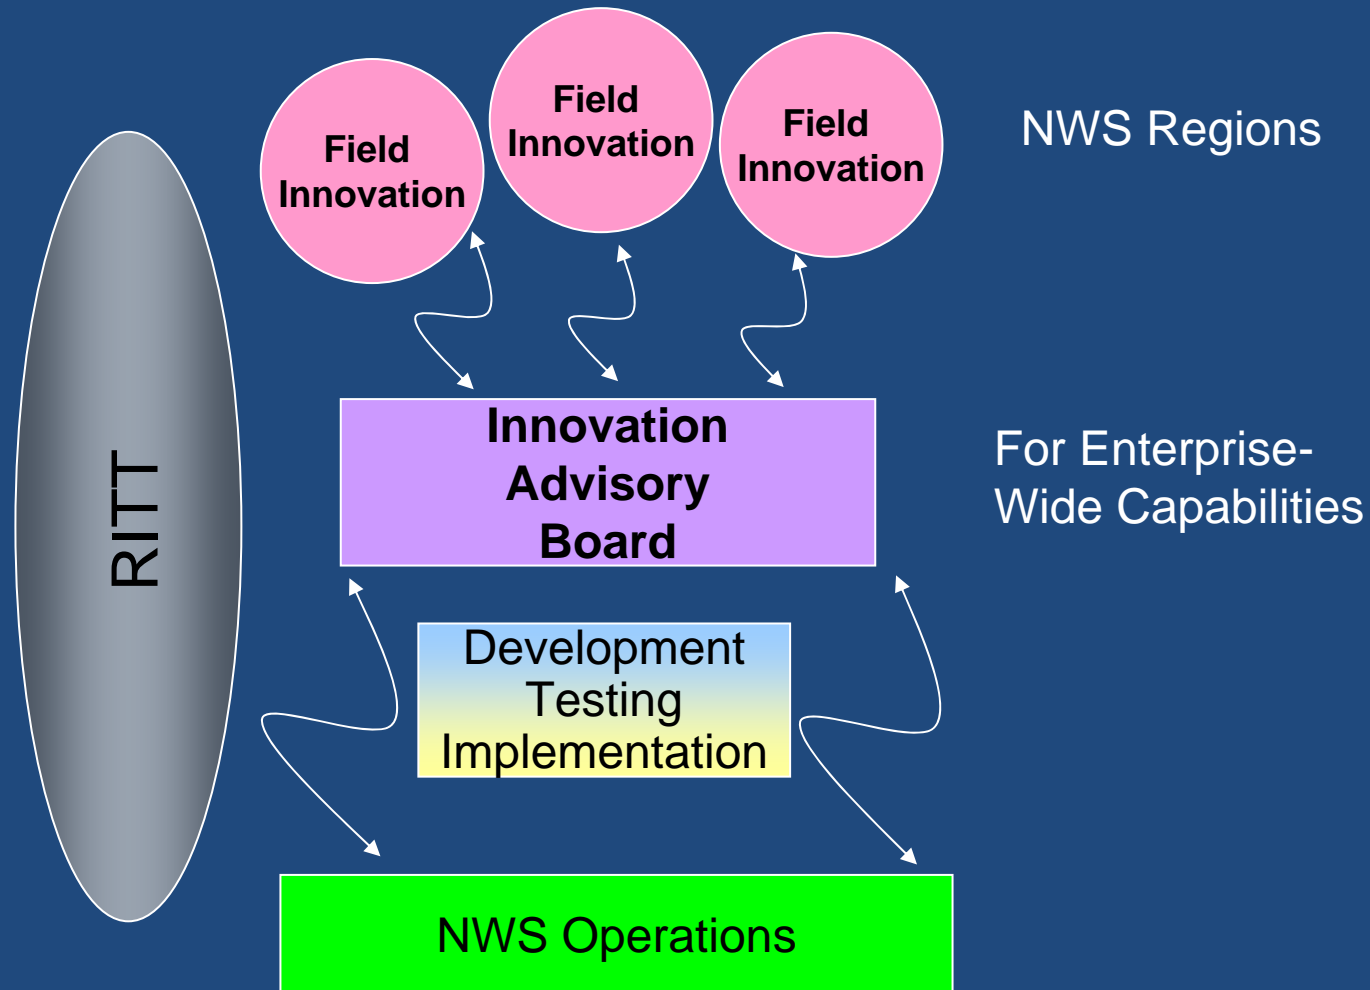 Field
Innovation
Field
Innovation
Field
Innovation
NWS Regions
RITT
Innovation
Advisory
Board
For Enterprise-
Wide Capabilities
Development
Testing
Implementation
NWS Operations